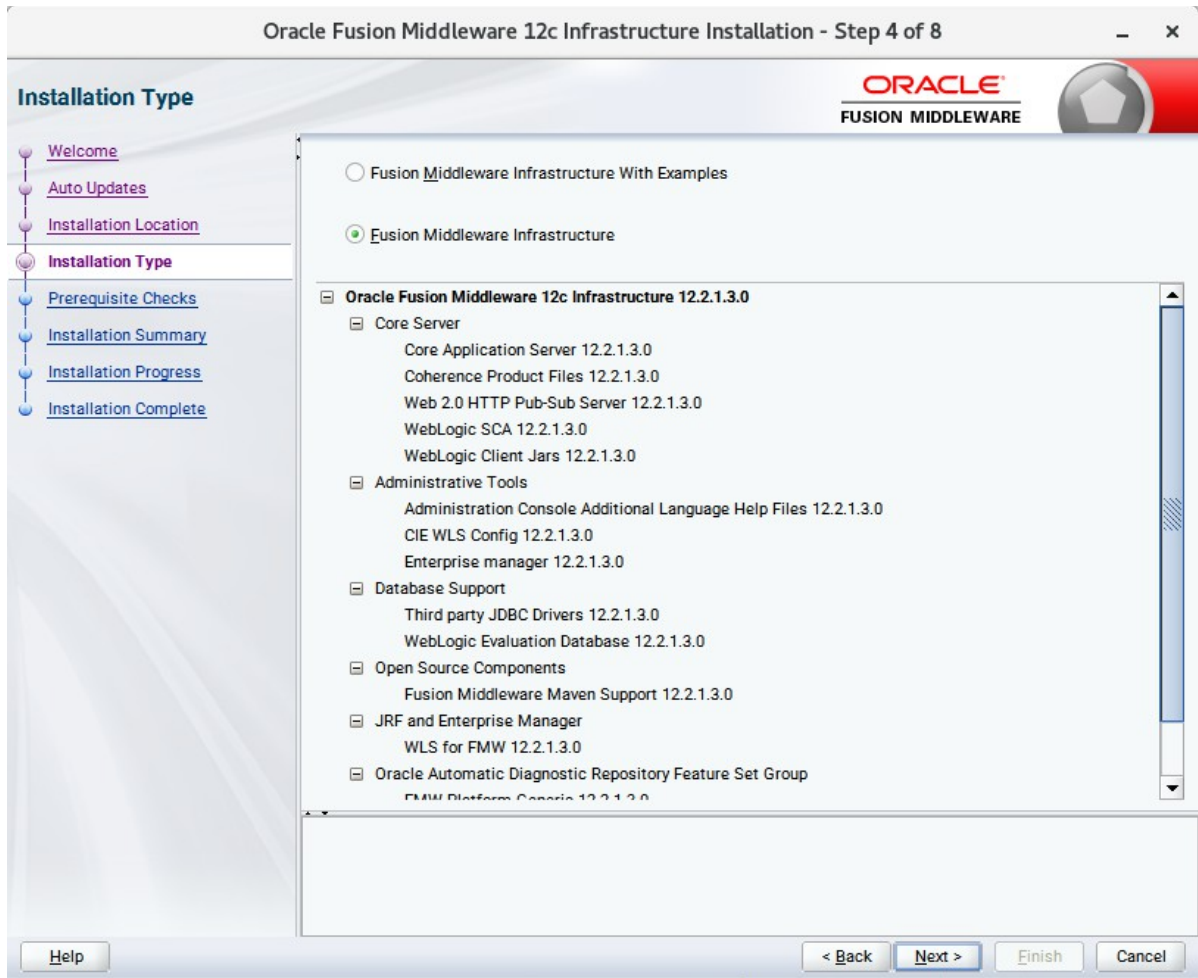 Oracle Fusion Middleware 12c Infrastructure Installation - Step 4 of 8
Installation Type
ORACLE
FUSION MIDDLEWARE
Welcome
Auto Updates
Installation Location
Installation Type
Prerequisite Checks
Installation Summary
Installation Progress
Installation Complete
Fusion Middleware Infrastructure With Examples
Fusion Middleware Infrastructure
Oracle Fusion Middleware 12c Infrastructure 12.2.1.3.0
Core Server
Core Application Server 12.2.1.3.0
Coherence Product Files 12.2.1.3.0
Web 2.0 HTTP Pub-Sub Server 12.2.1.3.0
WebLogic SCA 12.2.1.3.0
WebLogic Client Jars 12.2.1.3.0
Administrative Tools
Administration Console Additional Language Help Files 12.2.1.3.0
CIE WLS Config 12.2.1.3.0
Enterprise manager 12.2.1.3.0
Database Support
Third party JDBC Drivers 12.2.1.3.0
WebLogic Evaluation Database 12.2.1.3.0
Open Source Components
Fusion Middleware Maven Support 12.2.1.3.0
JRF and Enterprise Manager
WLS for FMW 12.2.1.3.0
Oracle Automatic Diagnostic Repository Feature Set Group
FMW Platform Generic 12.2.1.3.0
Help
< Back
Next >
Finish
Cancel